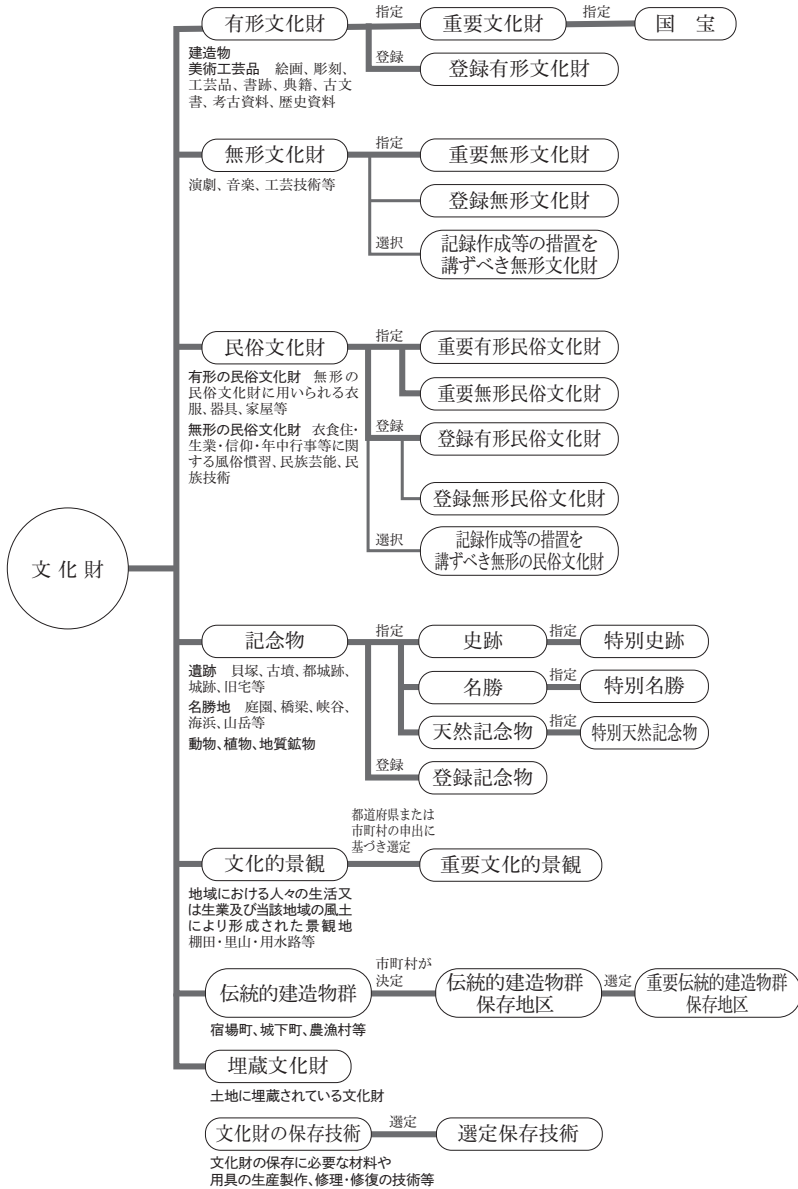 文化財
有形文化財
指定
重要文化財
指定
国　宝
登録
登録有形文化財
建造物
美術工芸品　絵画、彫刻、
工芸品、書跡、典籍、古文
書、考古資料、歴史資料
無形文化財
指定
重要無形文化財
演劇、音楽、工芸技術等
登録無形文化財
選択
記録作成等の措置を
講ずべき無形文化財
民俗文化財
指定
重要有形民俗文化財
重要無形民俗文化財
有形の民俗文化財　無形の
民俗文化財に用いられる衣
服、器具、家屋等
無形の民俗文化財　衣食住・
生業・信仰・年中行事等に関
する風俗慣習、民族芸能、民
族技術
登録
登録有形民俗文化財
登録無形民俗文化財
選択
記録作成等の措置を
講ずべき無形の民俗文化財
記念物
指定
史跡
指定
特別史跡
名勝
指定
特別名勝
天然記念物
指定
特別天然記念物
登録
登録記念物
遺跡　貝塚、古墳、都城跡、
城跡、旧宅等
名勝地　庭園、橋梁、峡谷、
海浜、山岳等
動物、植物、地質鉱物
文化的景観
都道府県または
市町村の申出に
基づき選定
重要文化的景観
地域における人々の生活又
は生業及び当該地域の風土
により形成された景観地
棚田・里山・用水路等
伝統的建造物群
市町村が
決定
伝統的建造物群
保存地区
選定
重要伝統的建造物群
保存地区
宿場町、城下町、農漁村等
埋蔵文化財
土地に埋蔵されている文化財
文化財の保存技術
選定
選定保存技術
文化財の保存に必要な材料や
用具の生産製作、修理・修復の技術等